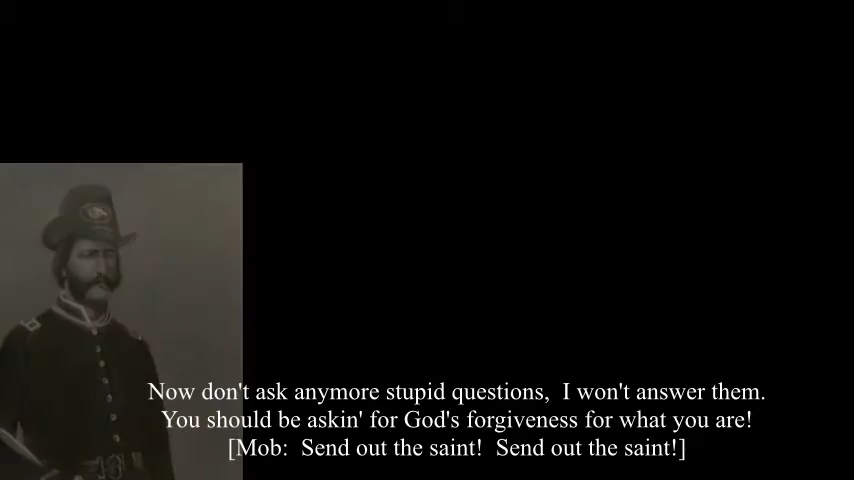 Now don't ask anymore stupid questions,  I won't answer them.
You should be askin' for God's forgiveness for what you are!
[Mob:  Send out the saint!  Send out the saint!]